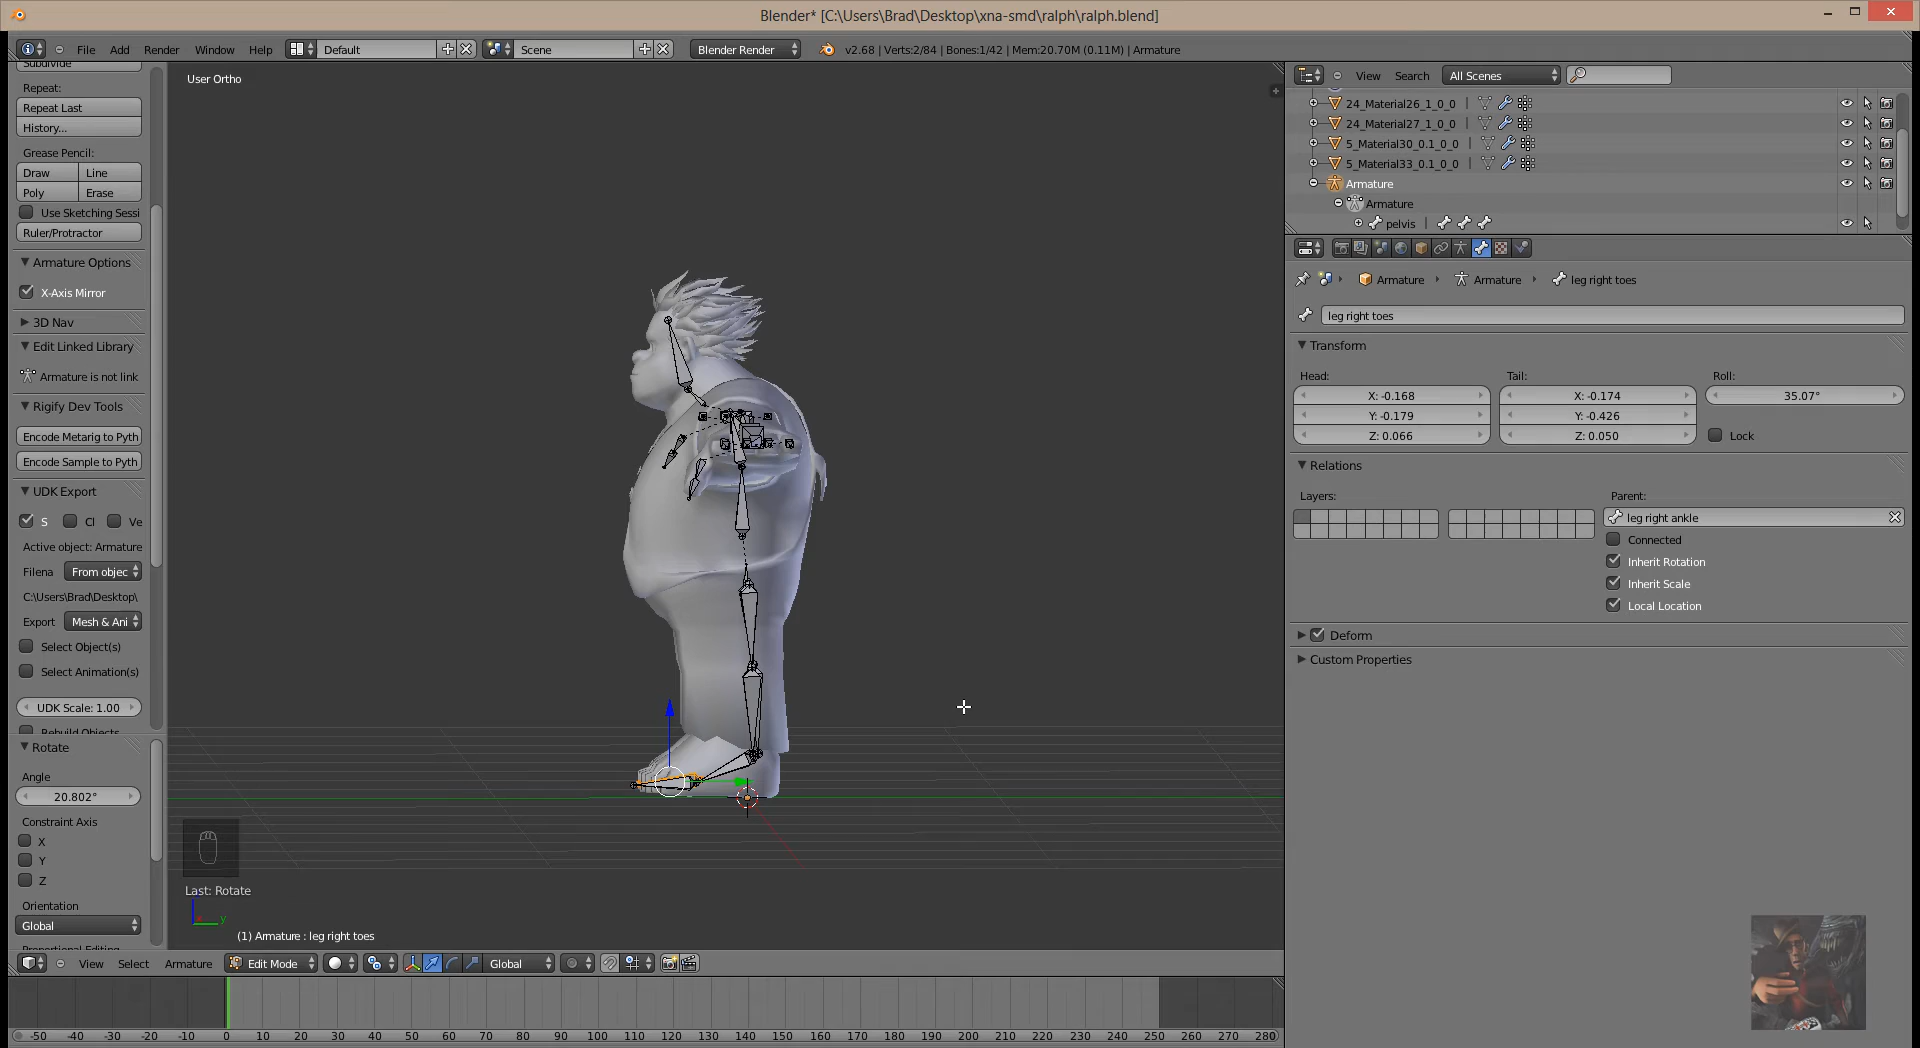 Blender* [C:\Users\Brad\Desktop\xna-smd\ralph\ralph.blend]
File Add Render Window Help Default Scene Blender Render v2.68 | Verts:2/84 | Bones:1/42 | Mem:20.70M (0.11M) | Armature
Subdivide
Repeat:
Repeat Last
History...
Grease Pencil:
Draw Line
Poly Erase
Use Sketching Sessi
Ruler/Protractor
Armature Options
X-Axis Mirror
3D Nav
Edit Linked Library
Armature is not link
Rigify Dev Tools
Encode Metarig to Pyth
Encode Sample to Pyth
UDK Export
S Cl Ve
Active object: Armature
Filena From objec
C:\Users\Brad\Desktop\
Export Mesh & Ani
Select Object(s)
Select Animation(s)
UDK Scale: 1.00
Rebuild Objects
Rotate
Angle
20.802°
Constraint Axis
X
Y
Z
Orientation
Global
Proportional Editing
User Ortho
Last: Rotate
y
(1) Armature : leg right toes
View Select Armature Edit Mode Global
-50 -40 -30 -20 -10 0 10 20 30 40 50 60 70 80 90 100 110 120 130 140 150 160 170 180 190 200 210 220 230 240 250 260 270 280
View Search All Scenes
24_Material26_1_0_0 |
24_Material27_1_0_0 |
5_Material30_0.1_0_0 |
5_Material33_0.1_0_0 |
Armature
Armature
pelvis |
Armature Armature leg right toes
leg right toes
Transform
Head: Tail: Roll:
X: -0.168 X: -0.174 35.07°
Y: -0.179 Y: -0.426
Z: 0.066 Z: 0.050 Lock
Relations
Layers: Parent:
leg right ankle
Connected
Inherit Rotation
Inherit Scale
Local Location
Deform
Custom Properties